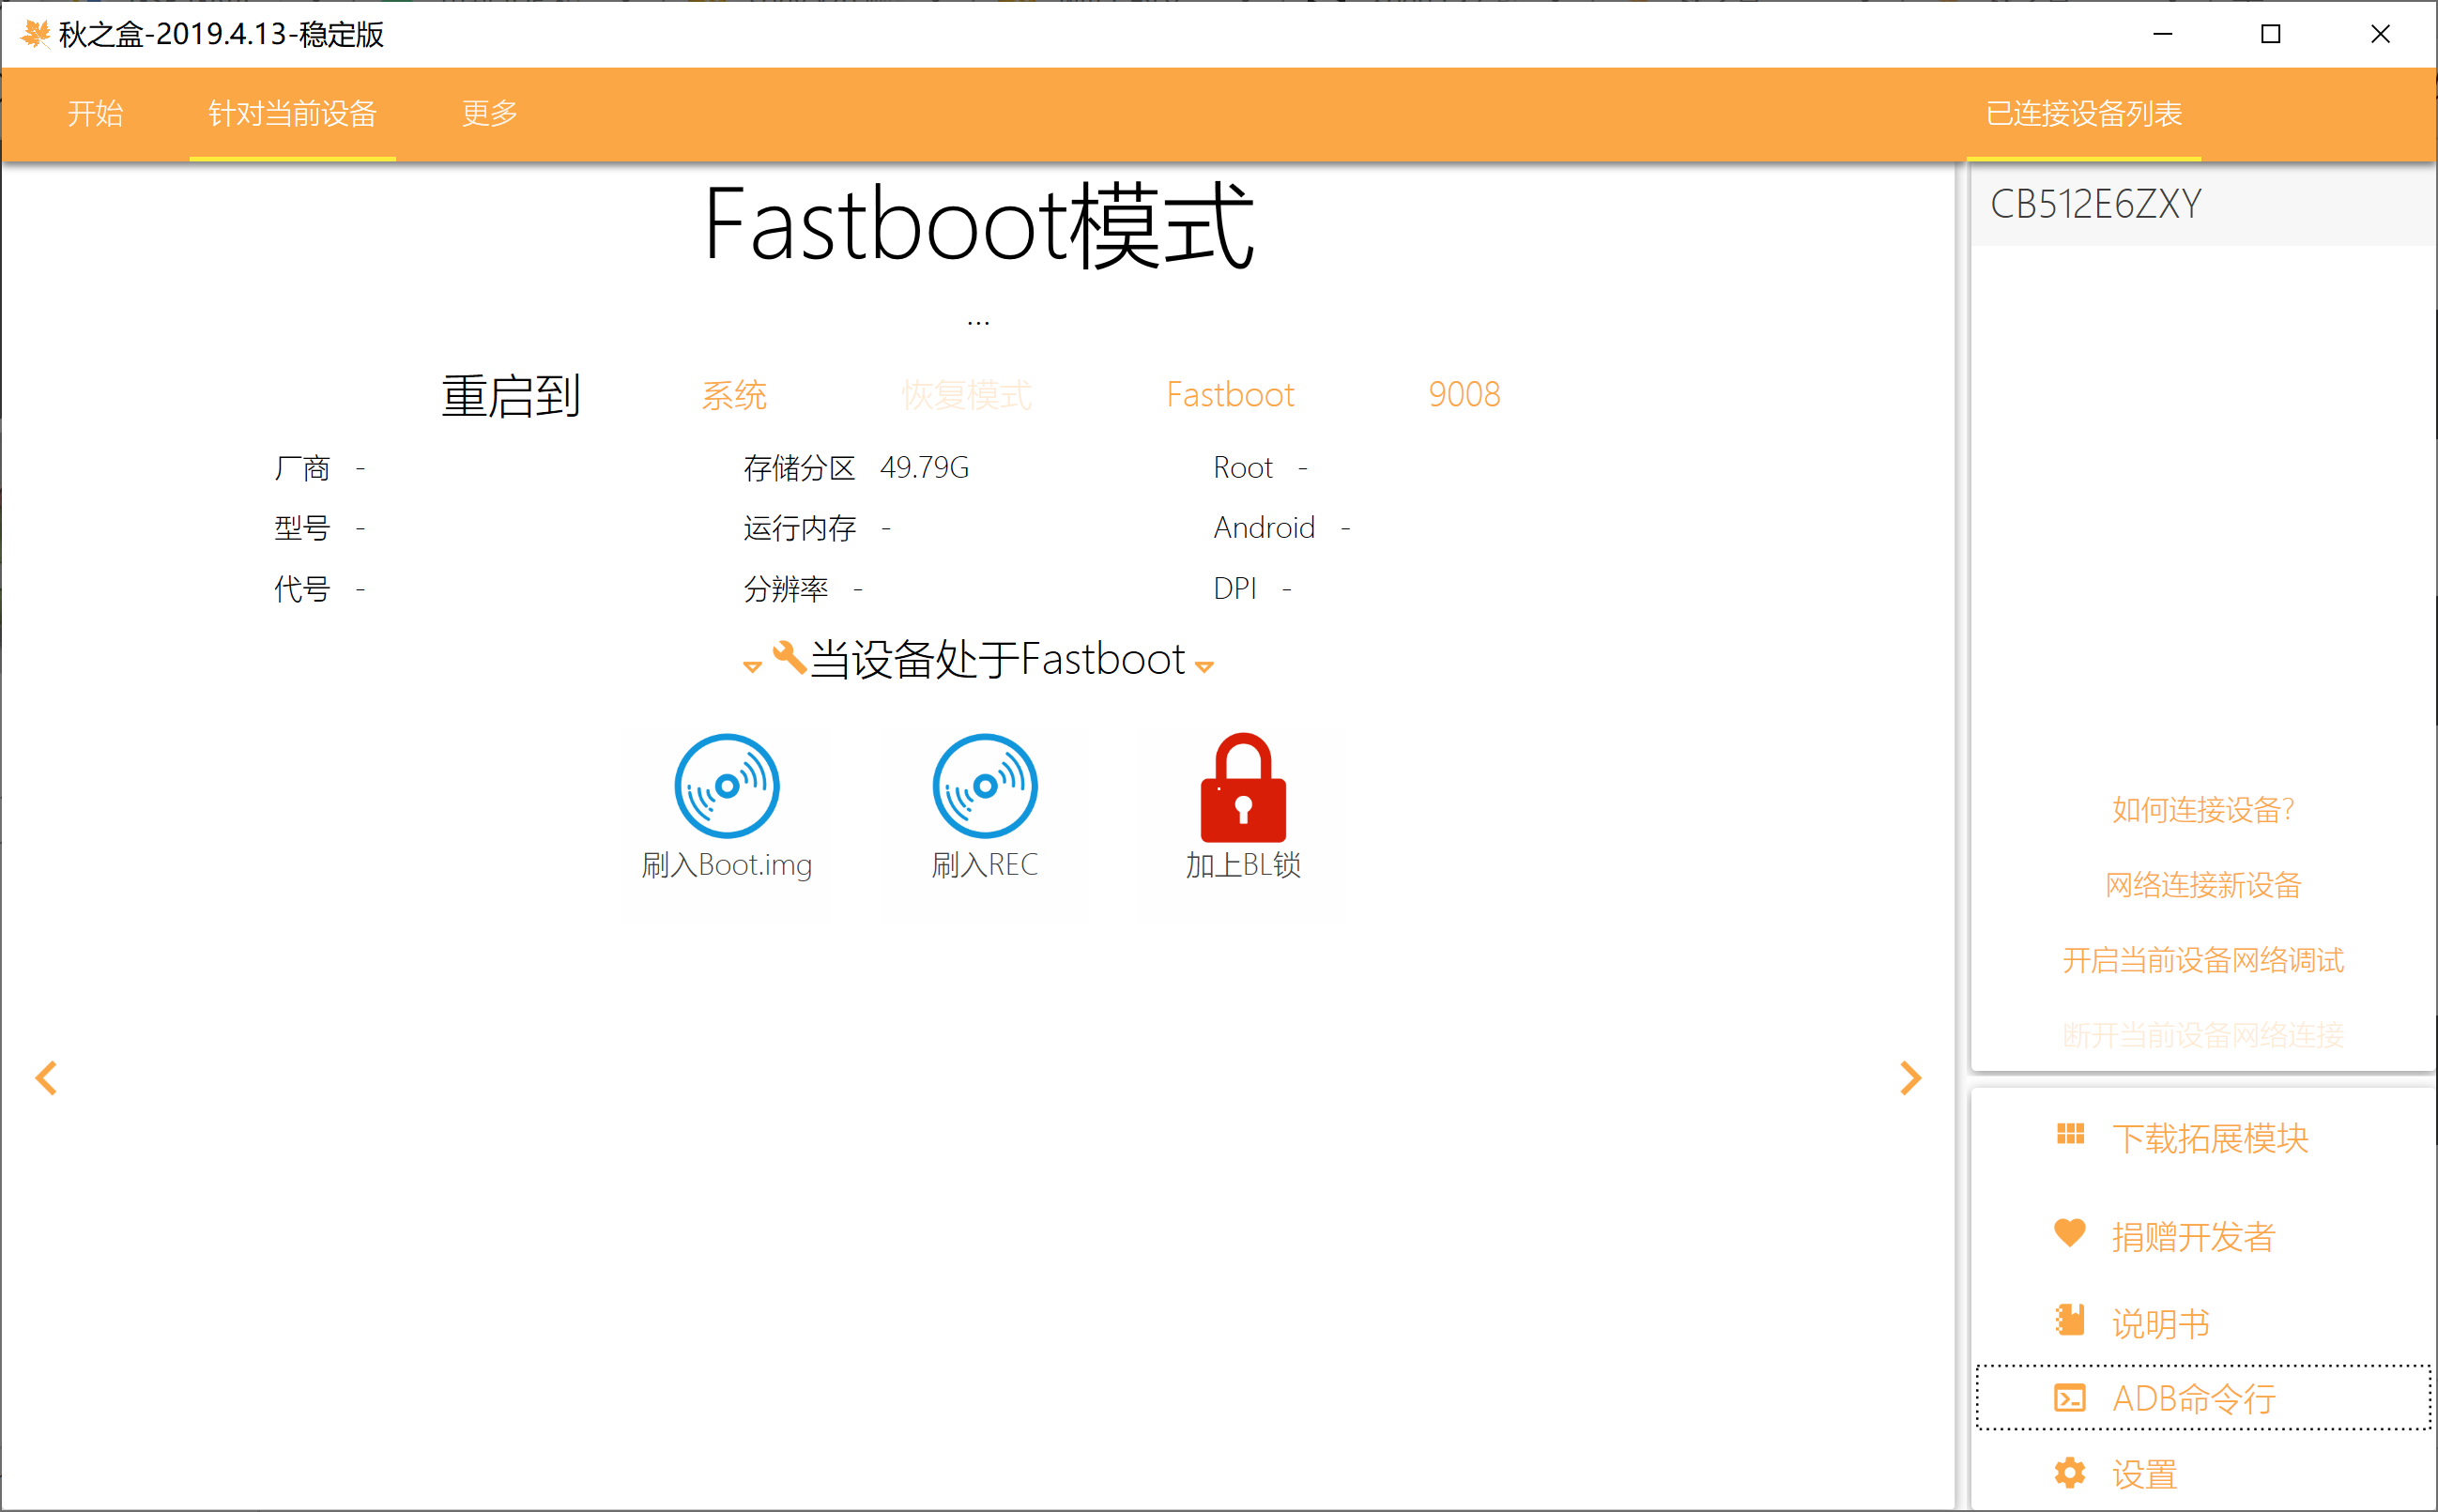 秋之盒-2019.4.13-稳定版
开始 针对当前设备 更多 已连接设备列表
Fastboot模式
...
重启到 系统 恢复模式 Fastboot 9008
厂商 - 存储分区 49.79G Root -
型号 - 运行内存 - Android -
代号 - 分辨率 - DPI -
当设备处于Fastboot
刷入Boot.img 刷入REC 加上BL锁
CB512E6ZXY
如何连接设备?
网络连接新设备
开启当前设备网络调试
断开当前设备网络连接
下载拓展模块
捐赠开发者
说明书
ADB命令行
设置